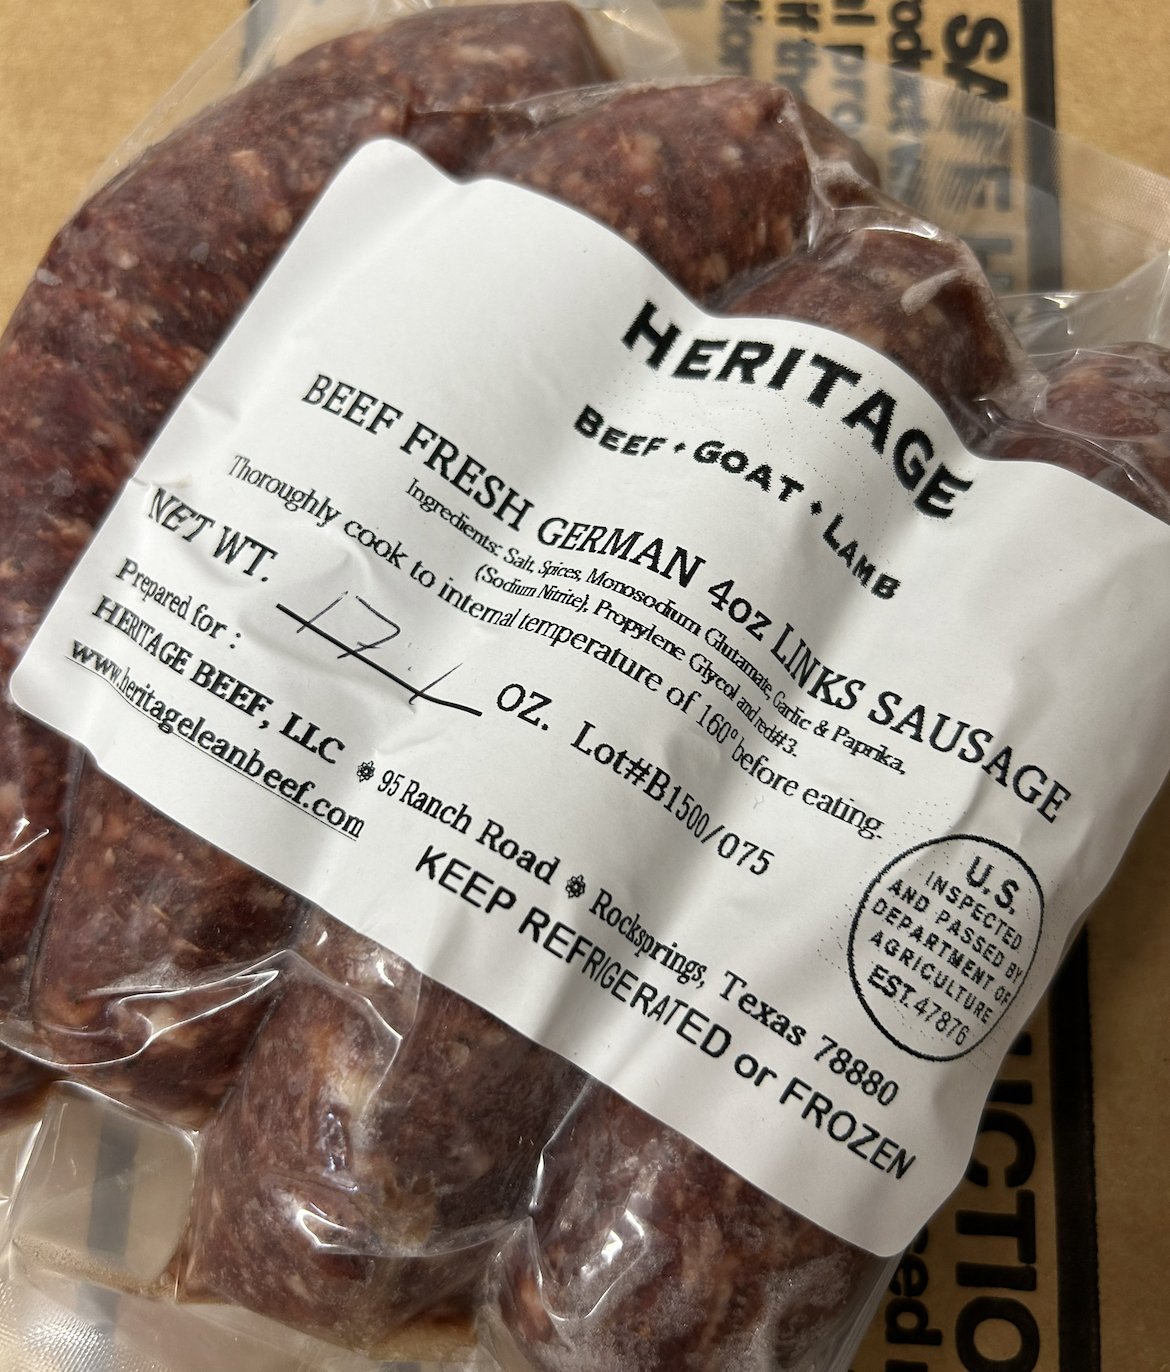 HERITAGE
BEEF • GOAT • LAMB
BEEF FRESH GERMAN 4oz LINKS SAUSAGE
Ingredients: Salt, Spices, Monosodium Glutamate, Garlic & Paprika,
(Sodium Nitrite), Propylene Glycol and red#3.
Thoroughly cook to internal temperature of 160° before eating.
NET WT. 17.1 OZ. Lot#B1500/075
Prepared for :
HERITAGE BEEF, LLC ❁ 95 Ranch Road ❁ Rocksprings, Texas 78880
www.heritageleanbeef.com
KEEP REFRIGERATED or FROZEN
U.S.
INSPECTED
AND PASSED BY
DEPARTMENT OF
AGRICULTURE
EST. 47876